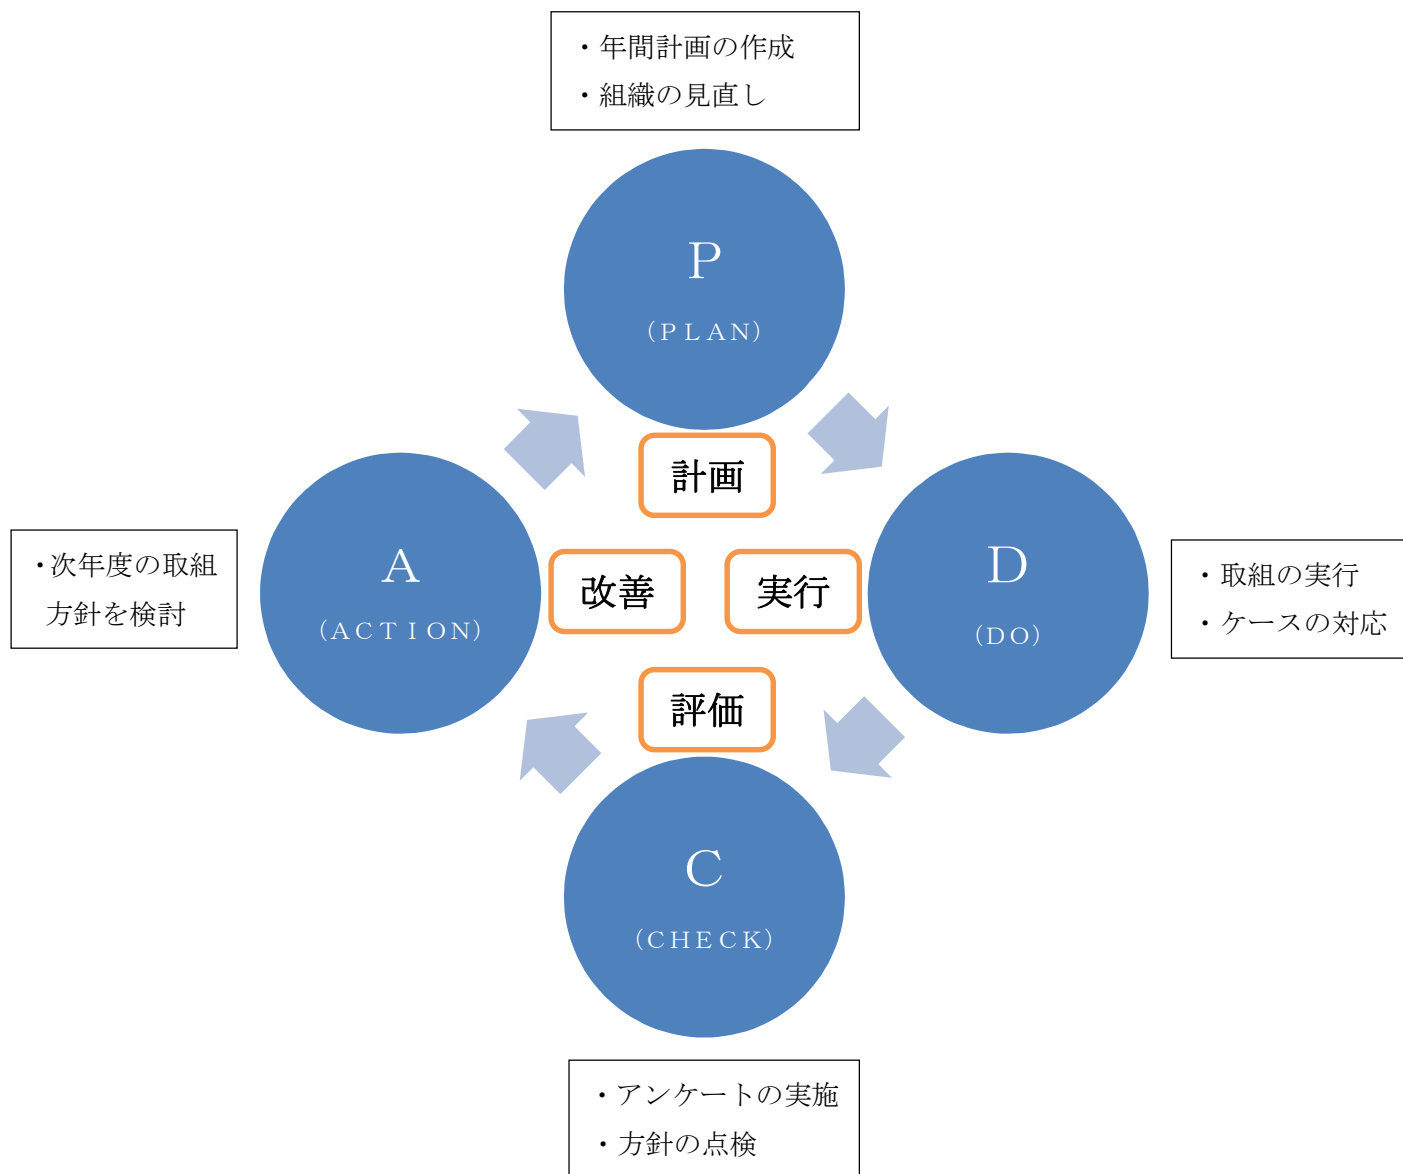 ・年間計画の作成
・組織の見直し
P
（ＰＬＡＮ）
計画
・次年度の取組
方針を検討
A
（ＡＣＴＩＯＮ）
改善
実行
D
（ＤＯ）
・取組の実行
・ケースの対応
評価
C
（ＣＨＥＣＫ）
・アンケートの実施
・方針の点検